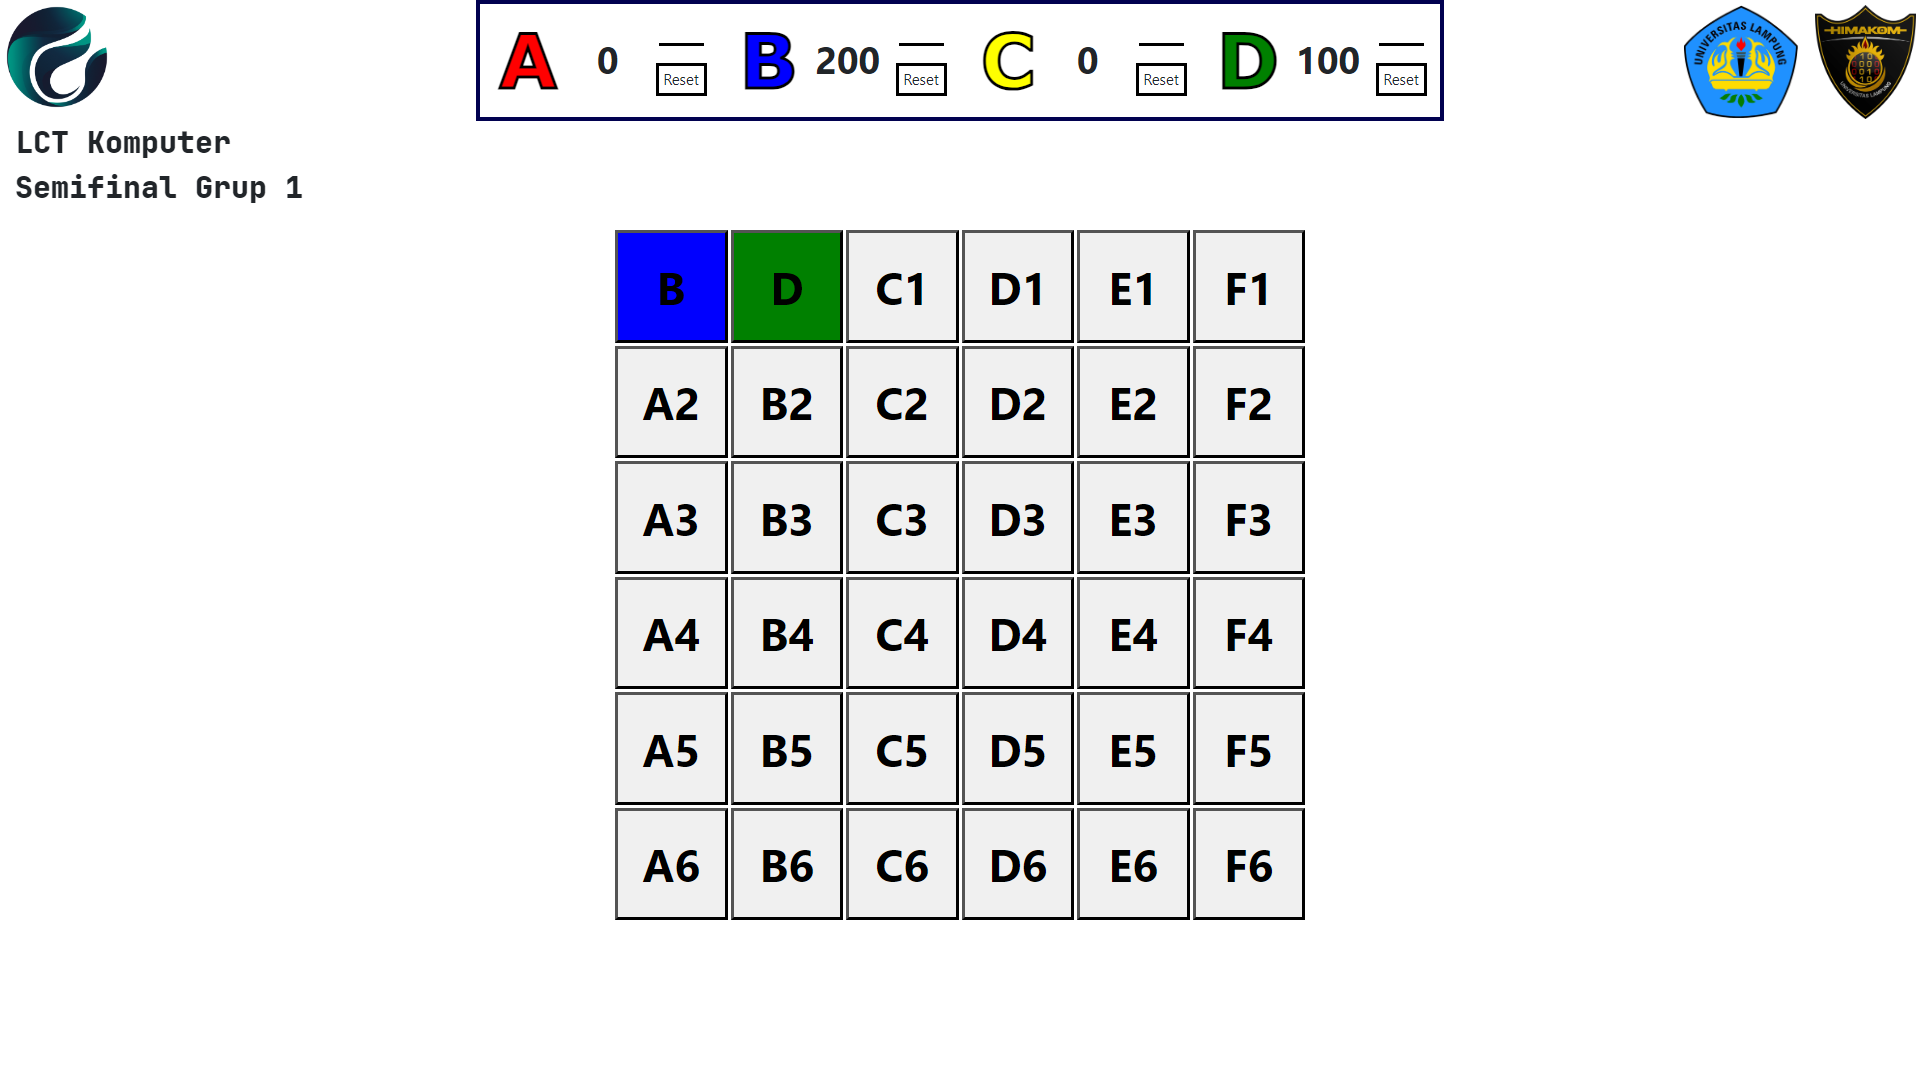 A 0 Reset B 200 Reset C 0 Reset D 100 Reset
UNIVERSITAS LAMPUNG
HIMAKOM
UNIVERSITAS LAMPUNG
LCT Komputer
Semifinal Grup 1
B D C1 D1 E1 F1
A2 B2 C2 D2 E2 F2
A3 B3 C3 D3 E3 F3
A4 B4 C4 D4 E4 F4
A5 B5 C5 D5 E5 F5
A6 B6 C6 D6 E6 F6